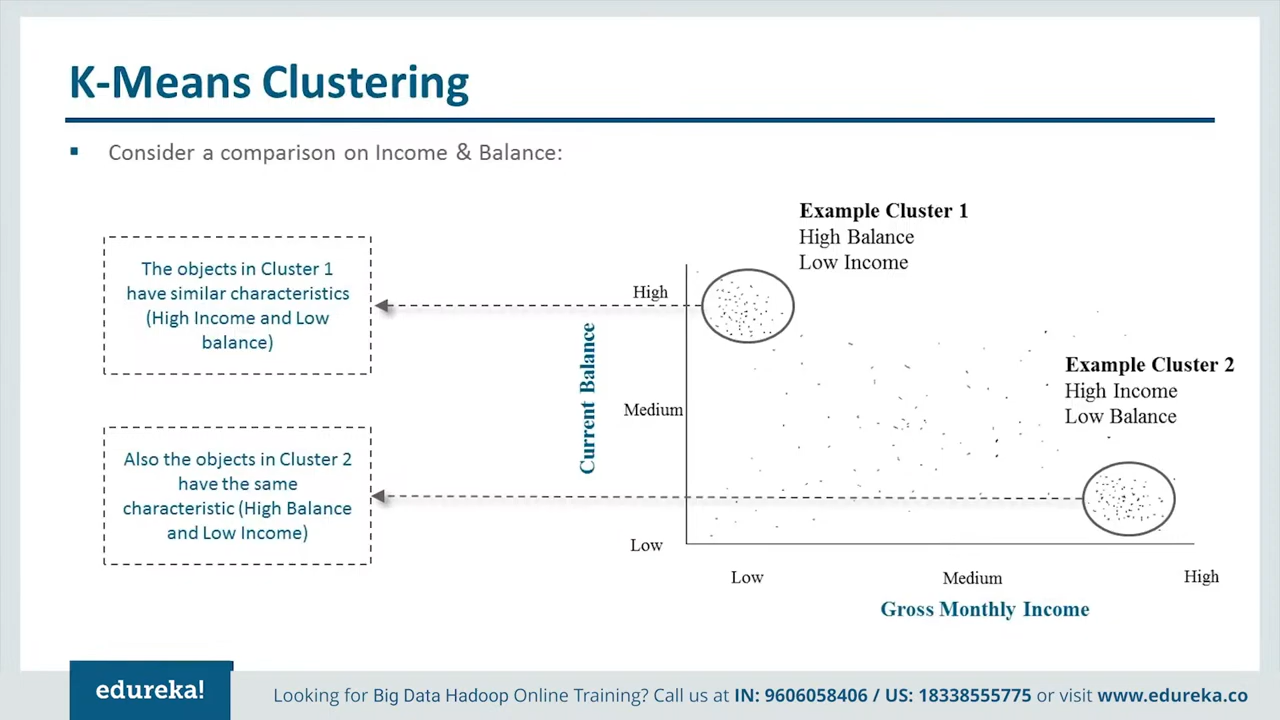 K-Means Clustering
▪ Consider a comparison on Income & Balance:
The objects in Cluster 1
have similar characteristics
(High Income and Low
balance)
Also the objects in Cluster 2
have the same
characteristic (High Balance
and Low Income)
Example Cluster 1
High Balance
Low Income
Example Cluster 2
High Income
Low Balance
High
Medium
Low
Current Balance
Low Medium High
Gross Monthly Income
edureka!
Looking for Big Data Hadoop Online Training? Call us at IN: 9606058406 / US: 18338555775 or visit www.edureka.co